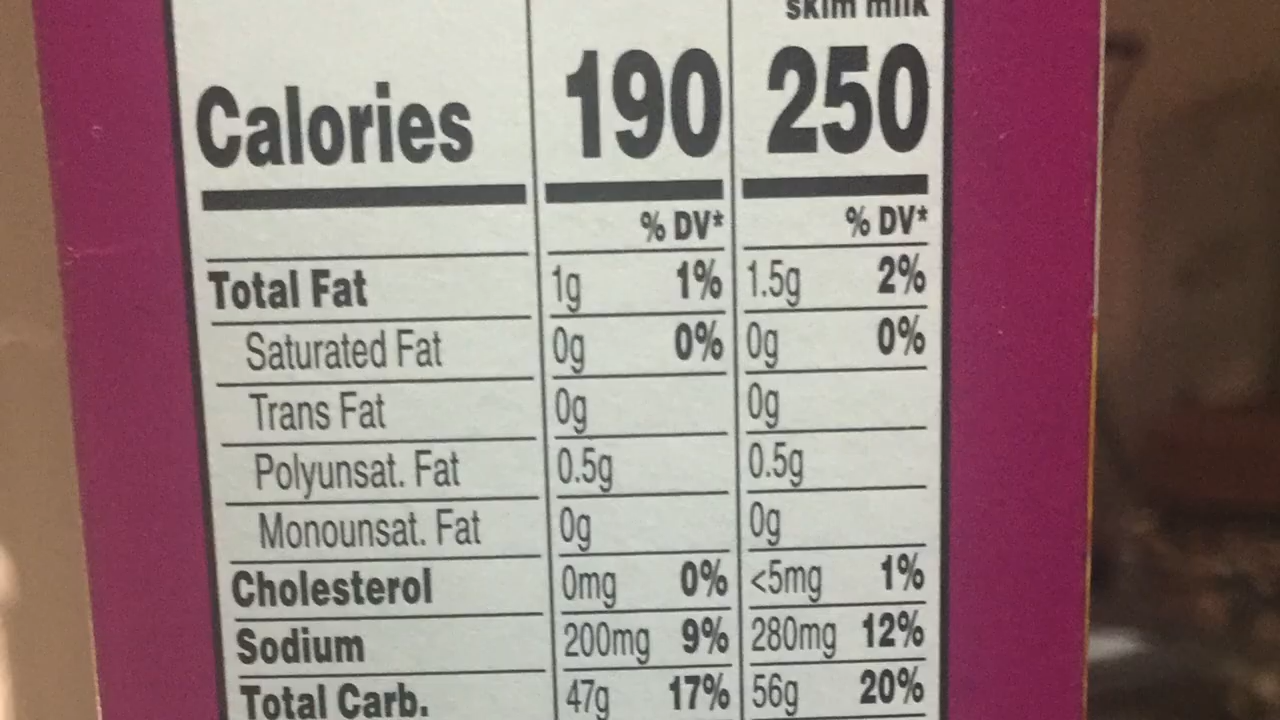 skim milk
Calories 190 250
% DV* % DV*
Total Fat 1g 1% 1.5g 2%
Saturated Fat 0g 0% 0g 0%
Trans Fat 0g 0g
Polyunsat. Fat 0.5g 0.5g
Monounsat. Fat 0g 0g
Cholesterol 0mg 0% <5mg 1%
Sodium 200mg 9% 280mg 12%
Total Carb. 47g 17% 56g 20%